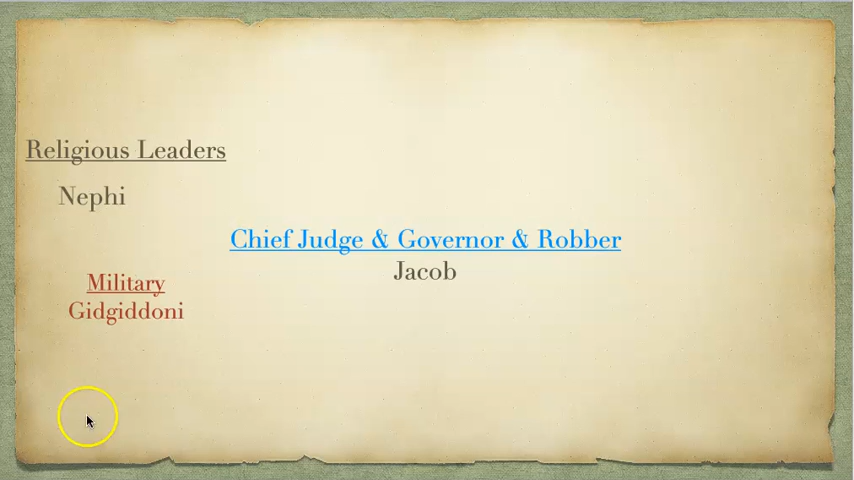 Religious Leaders
Nephi
Chief Judge & Governor & Robber
Jacob
Military
Gidgiddoni